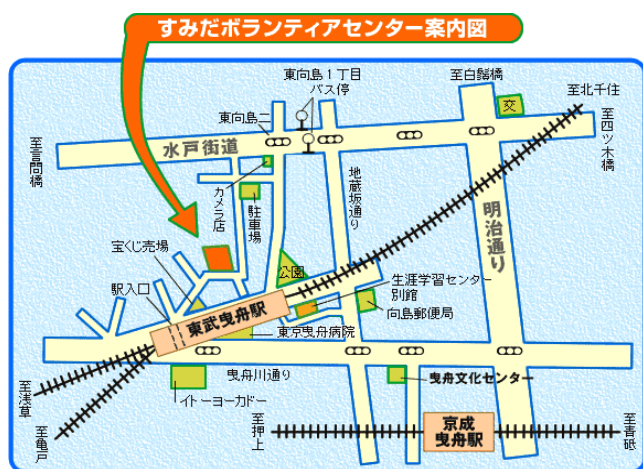 すみだボランティアセンター案内図
東向島1丁目
バス停
至白鬚橋
至北千住
交
東向島二
至四ツ木橋
至言問橋
水戸街道
カメラ店
駐車場
地蔵坂通り
明治通り
宝くじ売場
公園
生涯学習センター
別館
駅入口
東武曳舟駅
向島郵便局
東京曳舟病院
曳舟川通り
至浅草
イトーヨーカドー
曳舟文化センター
至亀戸
至押上
京成
曳舟駅
至青砥